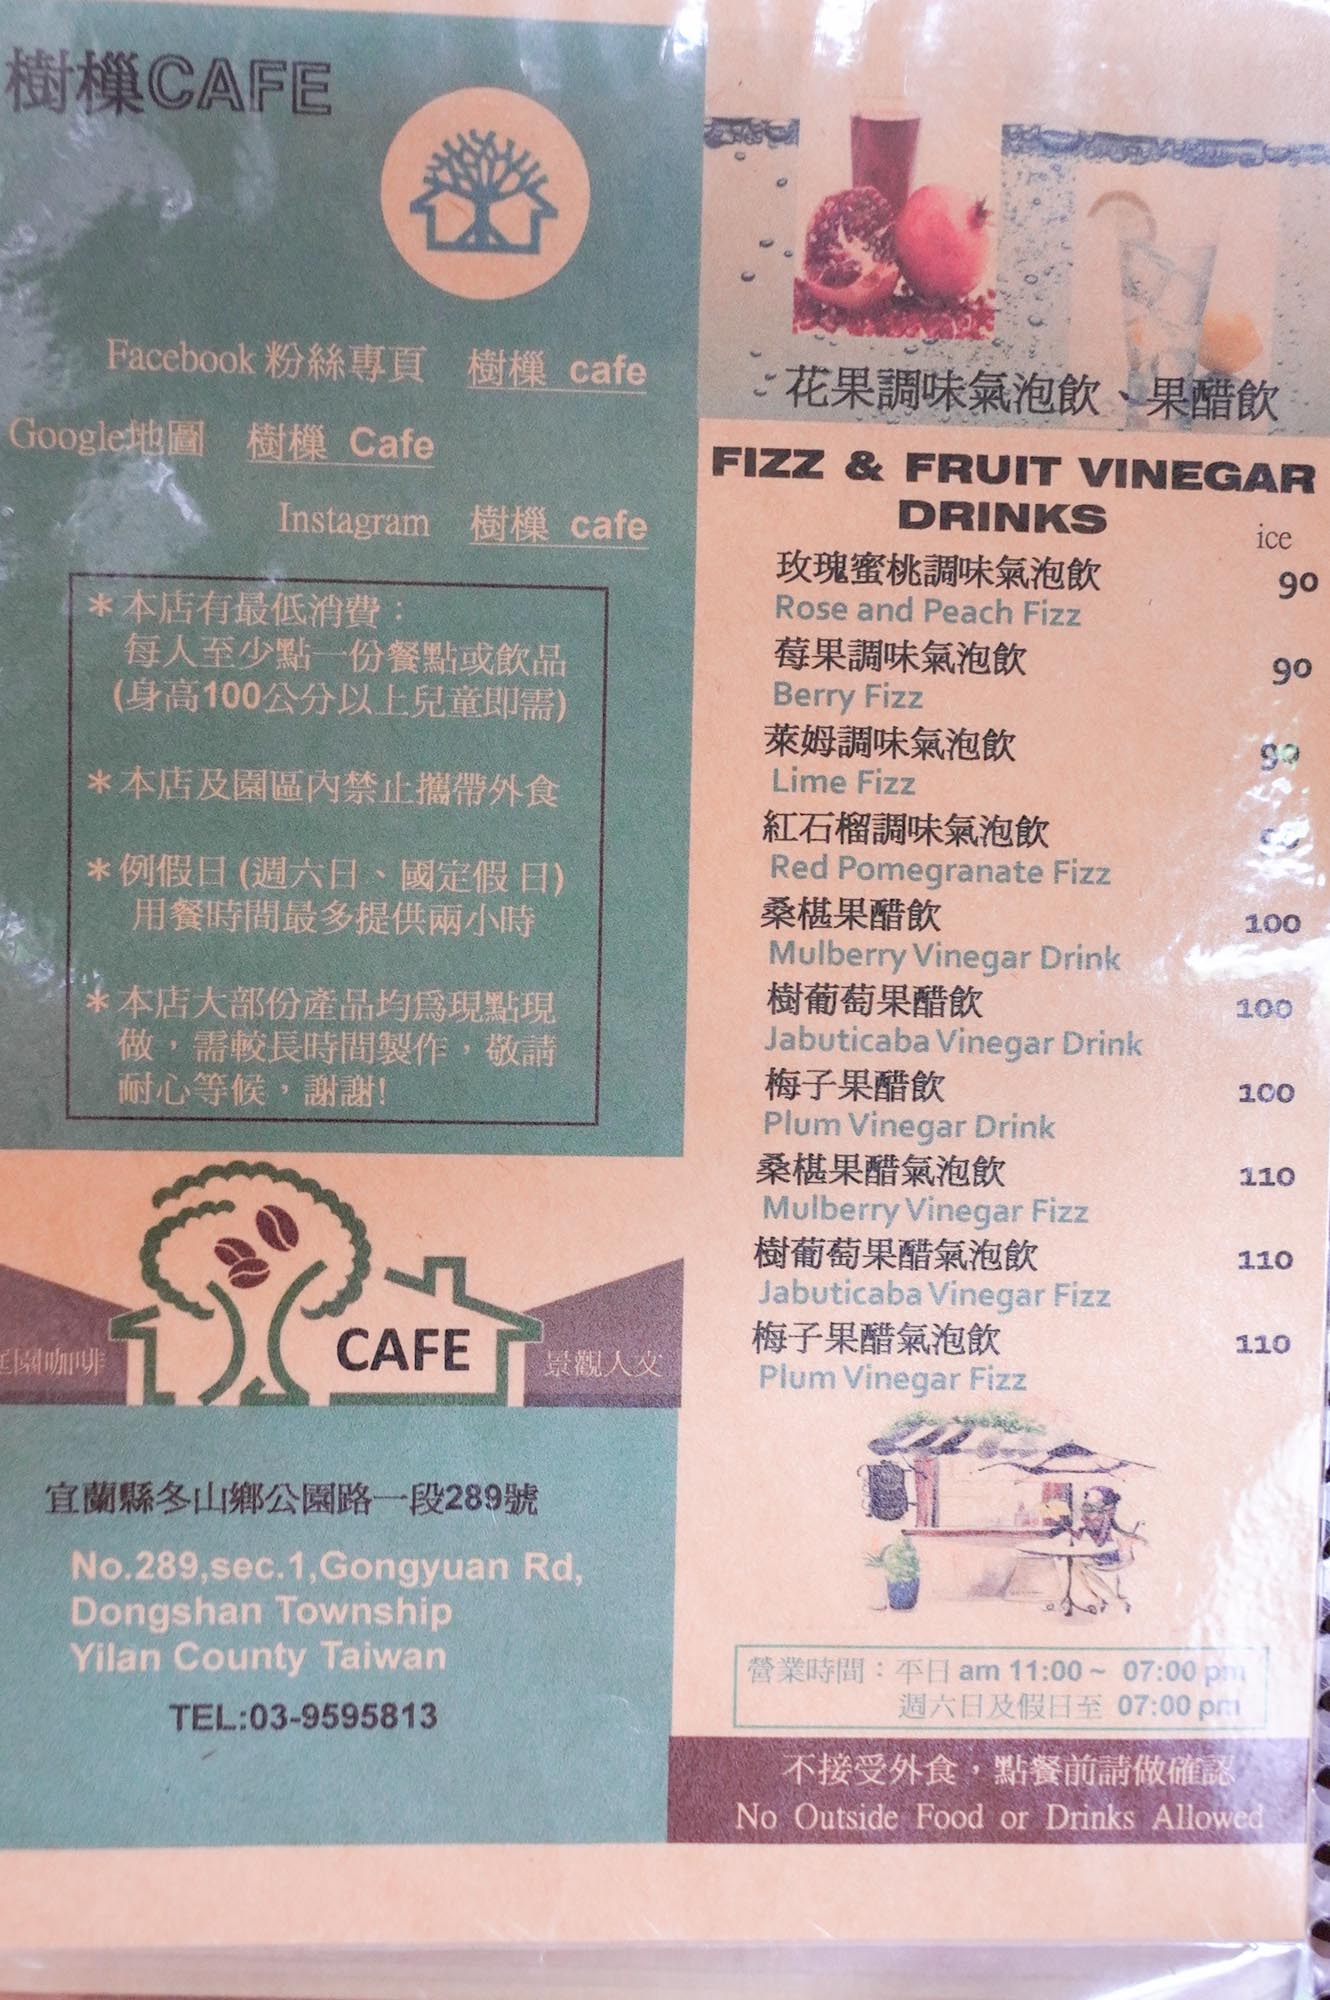 樹樔CAFE
Facebook 粉絲專頁 樹樔 cafe
Google地圖 樹樔 Cafe
Instagram 樹樔 cafe
＊本店有最低消費：
每人至少點一份餐點或飲品
(身高100公分以上兒童即需)
＊本店及園區內禁止攜帶外食
＊例假日 (週六日、國定假 日)
用餐時間最多提供兩小時
＊本店大部份產品均為現點現
做，需較長時間製作，敬請
耐心等候，謝謝!
庭園咖啡
CAFE
景觀人文
宜蘭縣冬山鄉公園路一段289號
No.289,sec.1,Gongyuan Rd,
Dongshan Township
Yilan County Taiwan
TEL:03-9595813
花果調味氣泡飲、果醋飲
FIZZ & FRUIT VINEGAR
DRINKS
ice
玫瑰蜜桃調味氣泡飲 90
Rose and Peach Fizz
莓果調味氣泡飲 90
Berry Fizz
萊姆調味氣泡飲 90
Lime Fizz
紅石榴調味氣泡飲
Red Pomegranate Fizz
桑椹果醋飲 100
Mulberry Vinegar Drink
樹葡萄果醋飲 100
Jabuticaba Vinegar Drink
梅子果醋飲 100
Plum Vinegar Drink
桑椹果醋氣泡飲 110
Mulberry Vinegar Fizz
樹葡萄果醋氣泡飲 110
Jabuticaba Vinegar Fizz
梅子果醋氣泡飲 110
Plum Vinegar Fizz
營業時間：平日 am 11:00 ~ 07:00 pm
週六日及假日至 07:00 pm
不接受外食，點餐前請做確認
No Outside Food or Drinks Allowed